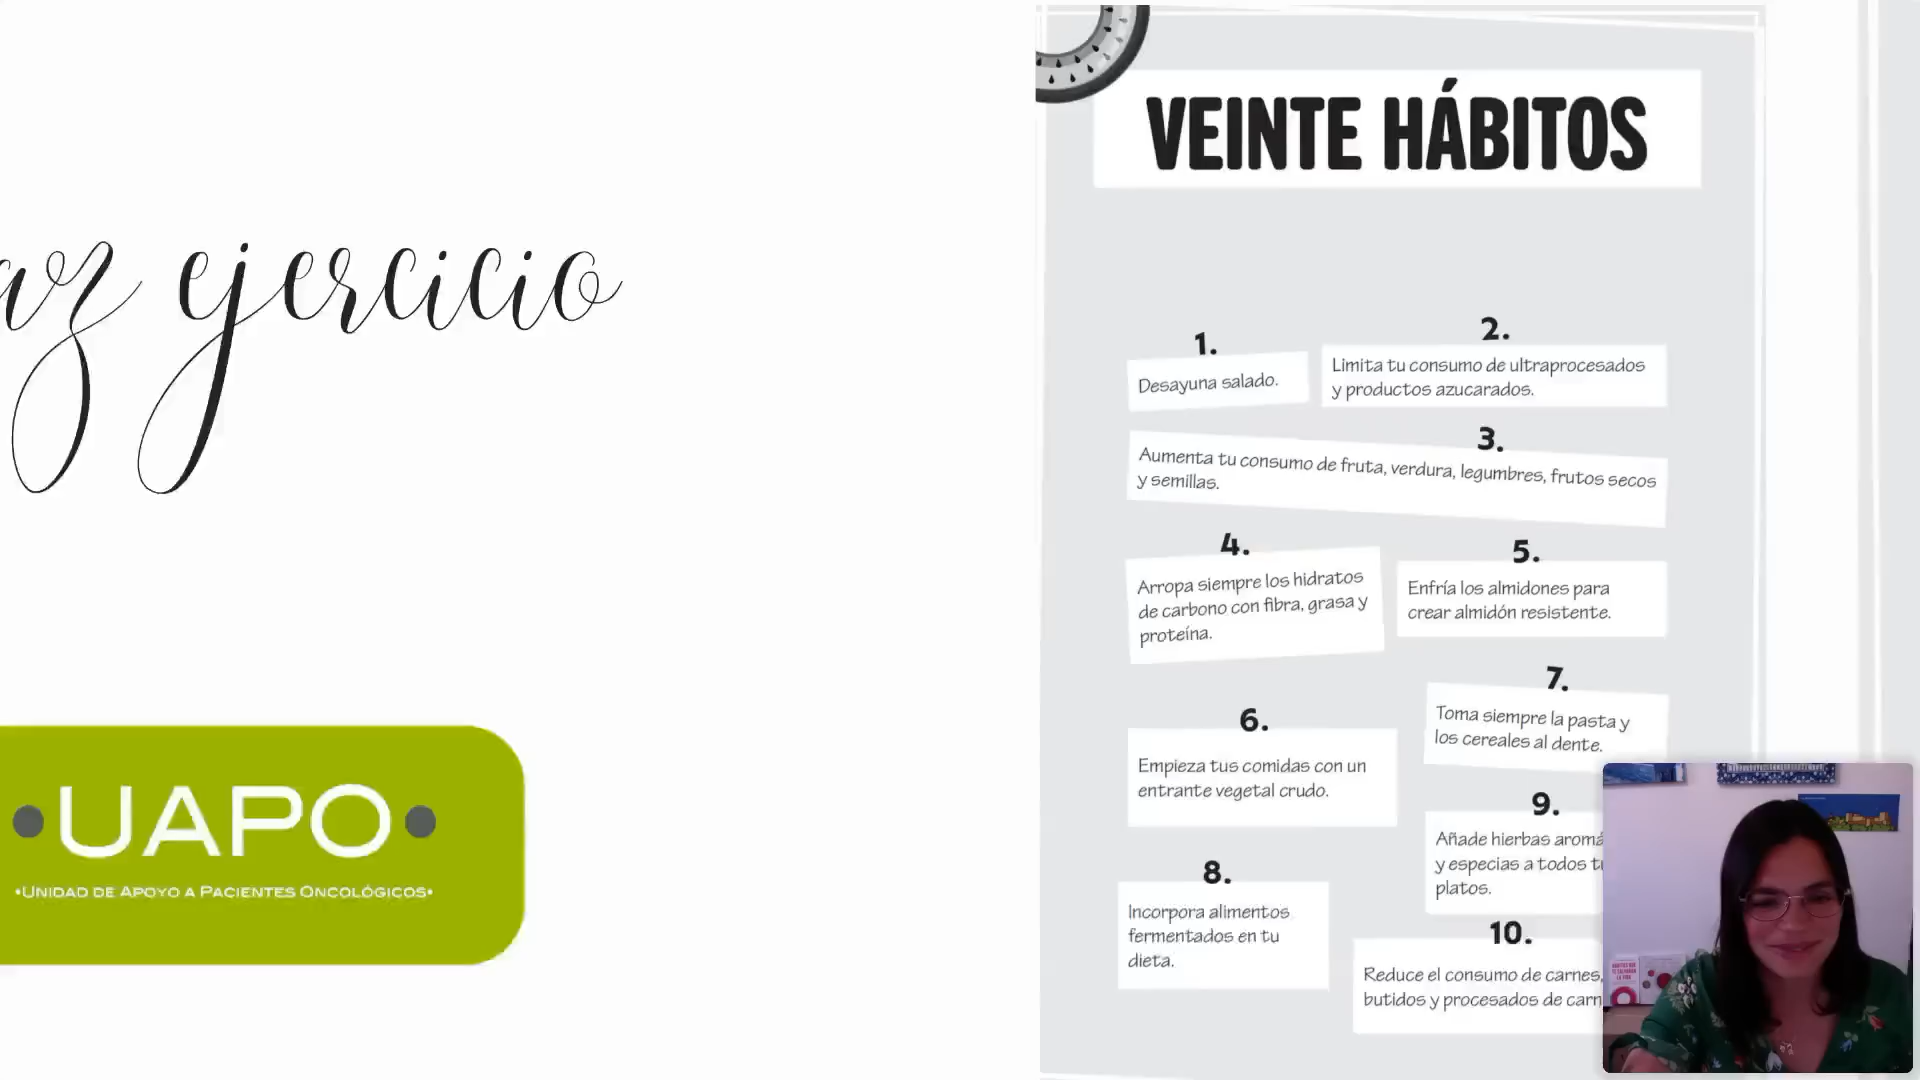 ejercicio
•UAPO•
•UNIDAD DE APOYO A PACIENTES ONCOLÓGICOS•
VEINTE HÁBITOS
1.
Desayuna salado.
2.
Limita tu consumo de ultraprocesados
y productos azucarados.
3.
Aumenta tu consumo de fruta, verdura, legumbres, frutos secos
y semillas.
4.
Arropa siempre los hidratos
de carbono con fibra, grasa y
proteína.
5.
Enfría los almidones para
crear almidón resistente.
6.
Empieza tus comidas con un
entrante vegetal crudo.
7.
Toma siempre la pasta y
los cereales al dente.
8.
Incorpora alimentos
fermentados en tu
dieta.
9.
Añade hierbas aromá
y especias a todos t
platos.
10.
Reduce el consumo de carnes,
butidos y procesados de carn